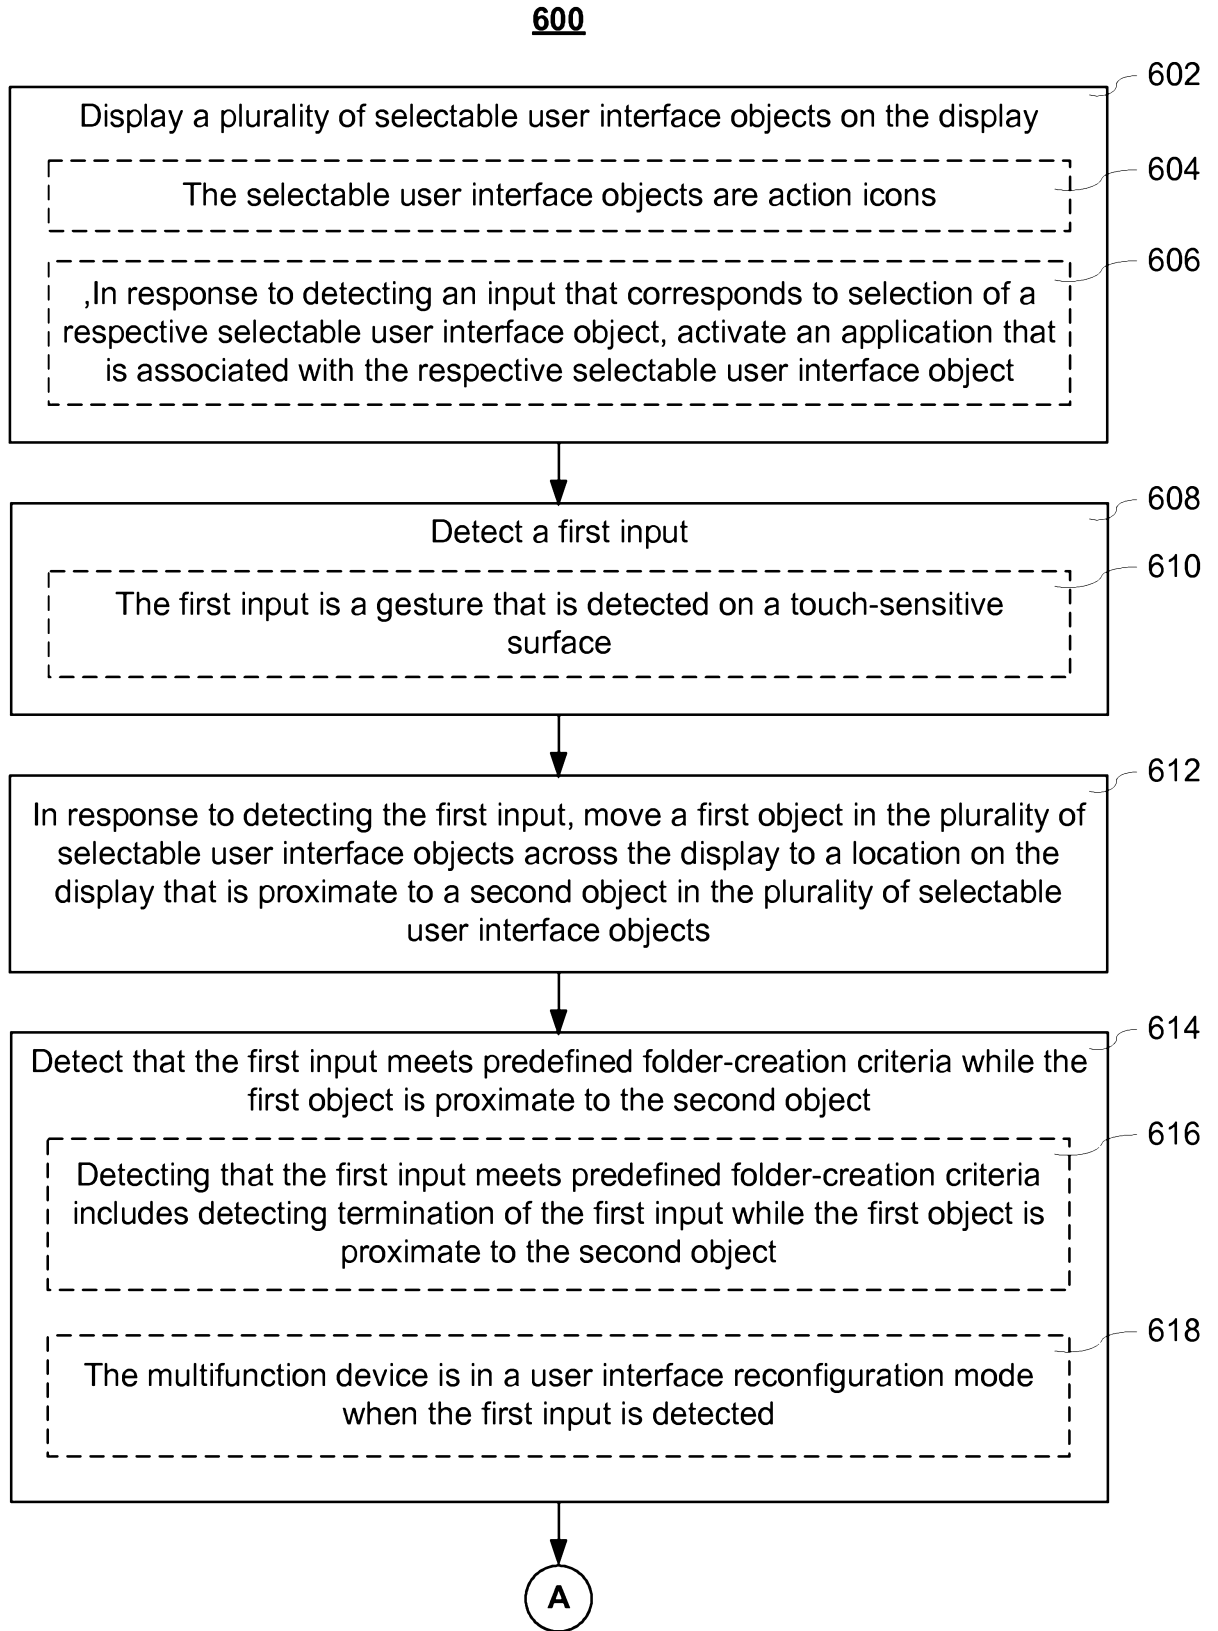 600
602
Display a plurality of selectable user interface objects on the display
604
The selectable user interface objects are action icons
606
,In response to detecting an input that corresponds to selection of a
respective selectable user interface object, activate an application that
is associated with the respective selectable user interface object
608
Detect a first input
610
The first input is a gesture that is detected on a touch-sensitive
surface
612
In response to detecting the first input, move a first object in the plurality of
selectable user interface objects across the display to a location on the
display that is proximate to a second object in the plurality of selectable
user interface objects
614
Detect that the first input meets predefined folder-creation criteria while the
first object is proximate to the second object
616
Detecting that the first input meets predefined folder-creation criteria
includes detecting termination of the first input while the first object is
proximate to the second object
618
The multifunction device is in a user interface reconfiguration mode
when the first input is detected
A